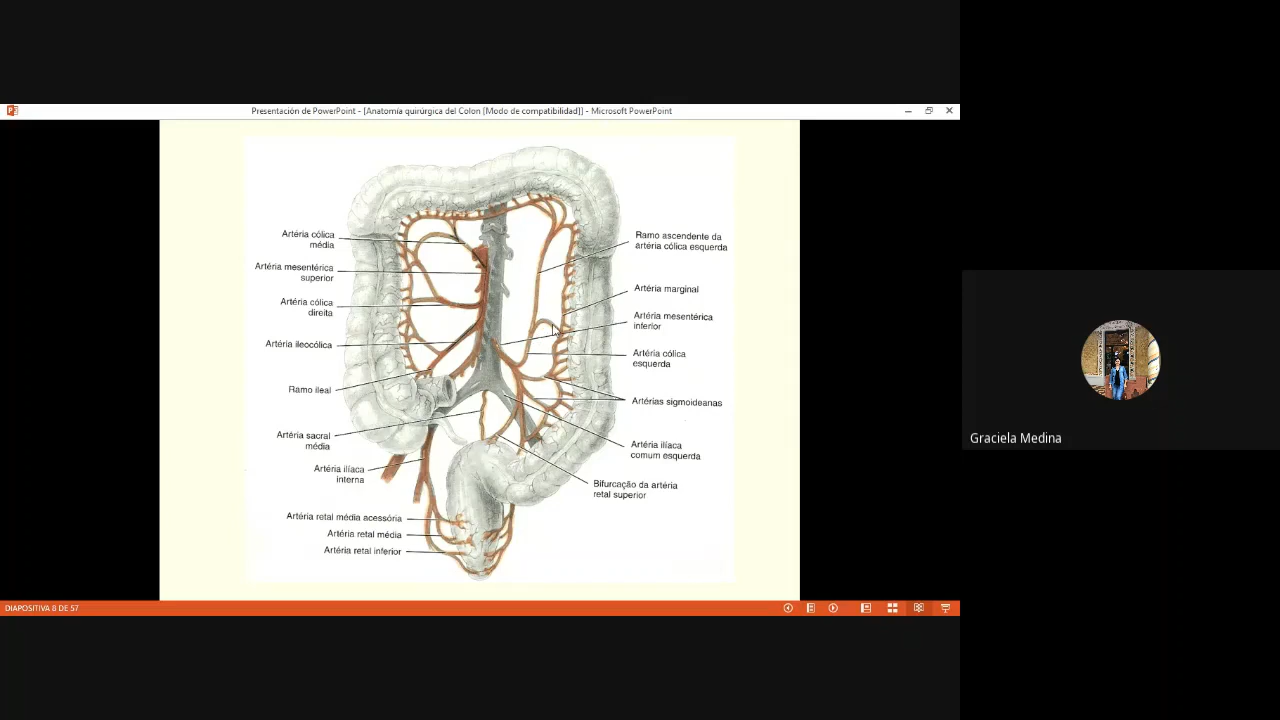 Presentación de PowerPoint - [Anatomía quirúrgica del Colon [Modo de compatibilidad]] - Microsoft PowerPoint
Artéria cólica
média
Artéria mesentérica
superior
Artéria cólica
direita
Artéria ileocólica
Ramo ileal
Artéria sacral
média
Artéria ilíaca
interna
Artéria retal média acessória
Artéria retal média
Artéria retal inferior
Ramo ascendente da
artéria cólica esquerda
Artéria marginal
Artéria mesentérica
inferior
Artéria cólica
esquerda
Artérias sigmoideanas
Artéria ilíaca
comum esquerda
Bifurcação da artéria
retal superior
Graciela Medina
DIAPOSITIVA 8 DE 57